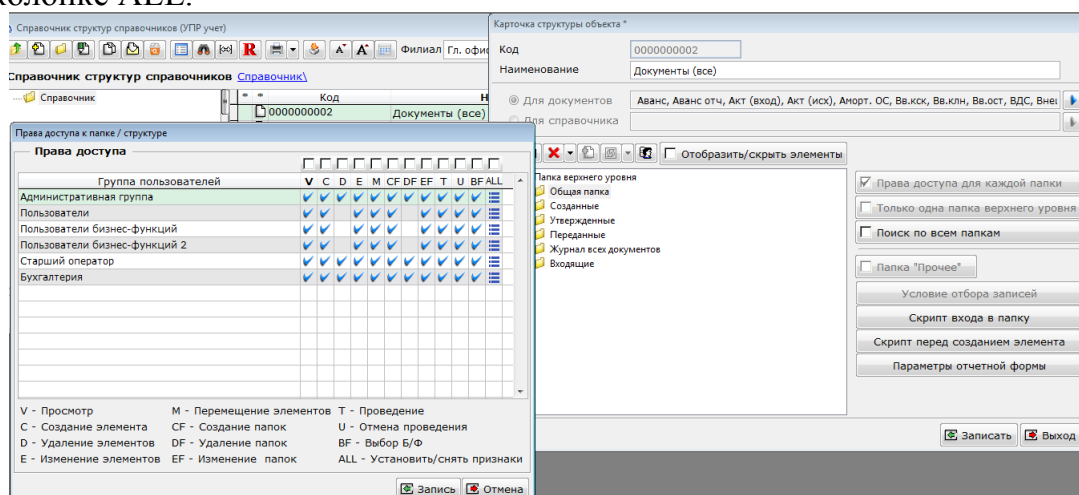 колонке ALL.
Справочник структур справочников (УПР учет)
Филиал Гл. офи
Справочник структур справочников Справочник\
Справочник
* * Код Н
0000000002 Документы (все)
Карточка структуры объекта *
Код 0000000002
Наименование Документы (все)
Для документов Аванс, Аванс отч, Акт (вход), Акт (исх), Аморт. ОС, Вв.кск, Вв.клн, Вв.ост, ВДС, Внеш
Для справочника
Отобразить/скрыть элементы
Папка верхнего уровня
Общая папка
Созданные
Утвержденные
Переданные
Журнал всех документов
Входящие
Права доступа для каждой папки
Только одна папка верхнего уровня
Поиск по всем папкам
Папка "Прочее"
Условие отбора записей
Скрипт входа в папку
Скрипт перед созданием элемента
Параметры отчетной формы
Записать Выход
Права доступа к папке / структуре
Права доступа
Группа пользователей V C D E M CF DF EF T U BF ALL
Административная группа
Пользователи
Пользователи бизнес-функций
Пользователи бизнес-функций 2
Старший оператор
Бухгалтерия
V - Просмотр M - Перемещение элементов T - Проведение
C - Создание элемента CF - Создание папок U - Отмена проведения
D - Удаление элементов DF - Удаление папок BF - Выбор Б/Ф
E - Изменение элементов EF - Изменение папок ALL - Установить/снять признаки
Запись Отмена